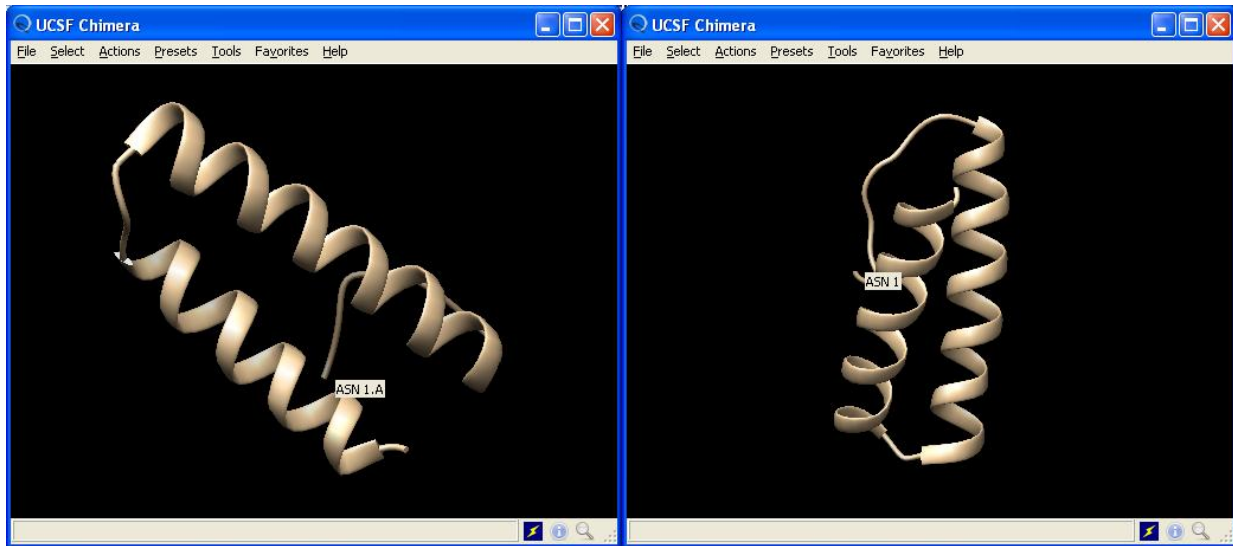 UCSF Chimera
File Select Actions Presets Tools Favorites Help
ASN 1.A
UCSF Chimera
File Select Actions Presets Tools Favorites Help
ASN 1